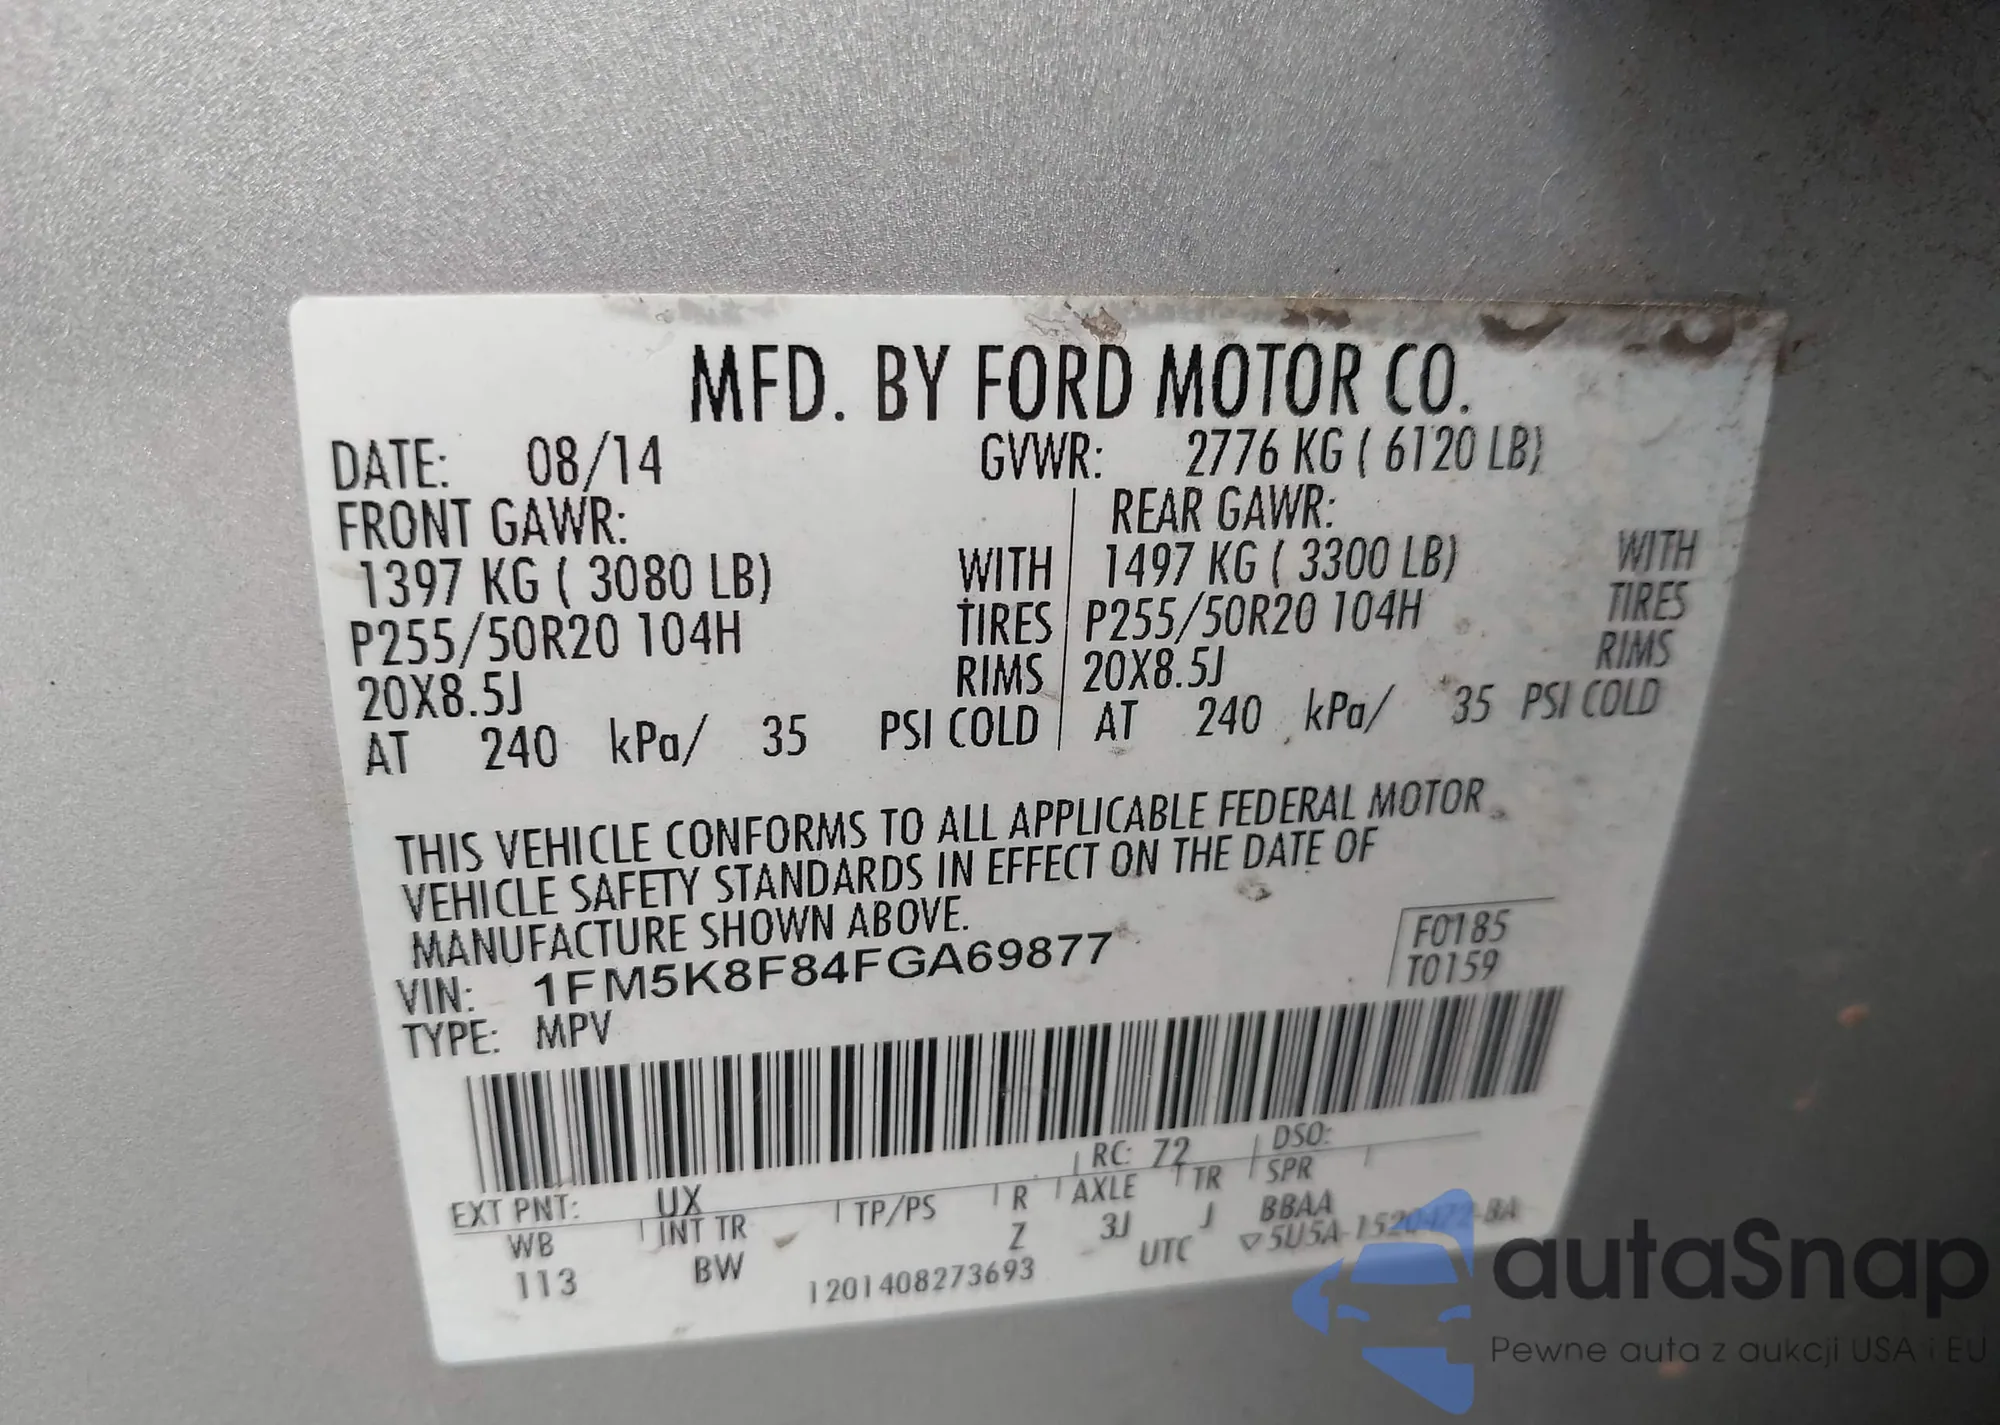 MFD. BY FORD MOTOR CO.
DATE: 08/14 GVWR: 2776 KG ( 6120 LB)
FRONT GAWR: REAR GAWR:
1397 KG ( 3080 LB) WITH 1497 KG ( 3300 LB) WITH
P255/50R20 104H TIRES P255/50R20 104H TIRES
20X8.5J RIMS 20X8.5J RIMS
AT 240 kPa/ 35 PSI COLD AT 240 kPa/ 35 PSI COLD
THIS VEHICLE CONFORMS TO ALL APPLICABLE FEDERAL MOTOR
VEHICLE SAFETY STANDARDS IN EFFECT ON THE DATE OF
MANUFACTURE SHOWN ABOVE.
VIN: 1FM5K8F84FGA69877
TYPE: MPV
F0185
T0159
EXT PNT: UX RC: 72 DSO:
WB INT TR TP/PS R AXLE TR SPR
113 BW Z 3J J BBAA
1201408273693 UTC ▽5U5A-1520472-BA
autaSnap
Pewne auta z aukcji USA i EU